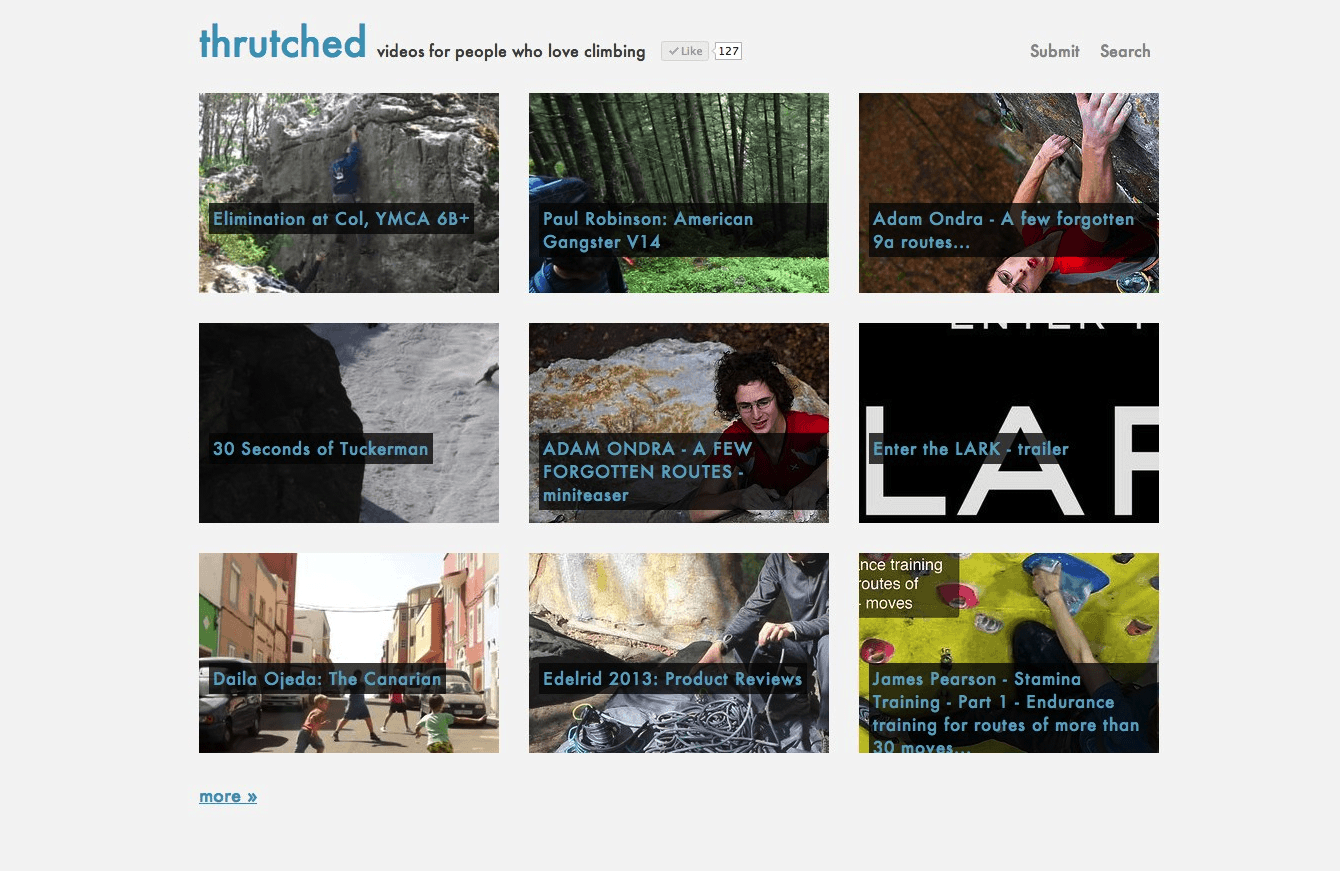 thrutched videos for people who love climbing Like 127 Submit Search
Elimination at Col, YMCA 6B+
Paul Robinson: American
Gangster V14
Adam Ondra - A few forgotten
9a routes...
30 Seconds of Tuckerman
ADAM ONDRA - A FEW
FORGOTTEN ROUTES -
miniteaser
ENTER
LAR
Enter the LARK - trailer
Daila Ojeda: The Canarian
Edelrid 2013: Product Reviews
nce training
routes of
moves
James Pearson - Stamina
Training - Part 1 - Endurance
training for routes of more than
30 moves...
more »